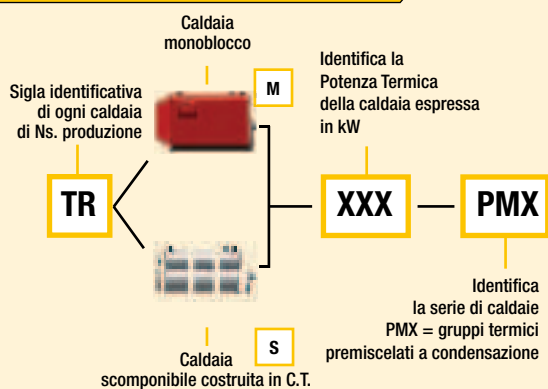 Caldaia
monoblocco
M
Identifica la
Potenza Termica
della caldaia espressa
in kW
Sigla identificativa
di ogni caldaia
di Ns. produzione
TR
XXX
PMX
S
Caldaia
scomponibile costruita in C.T.
Identifica
la serie di caldaie
PMX = gruppi termici
premiscelati a condensazione